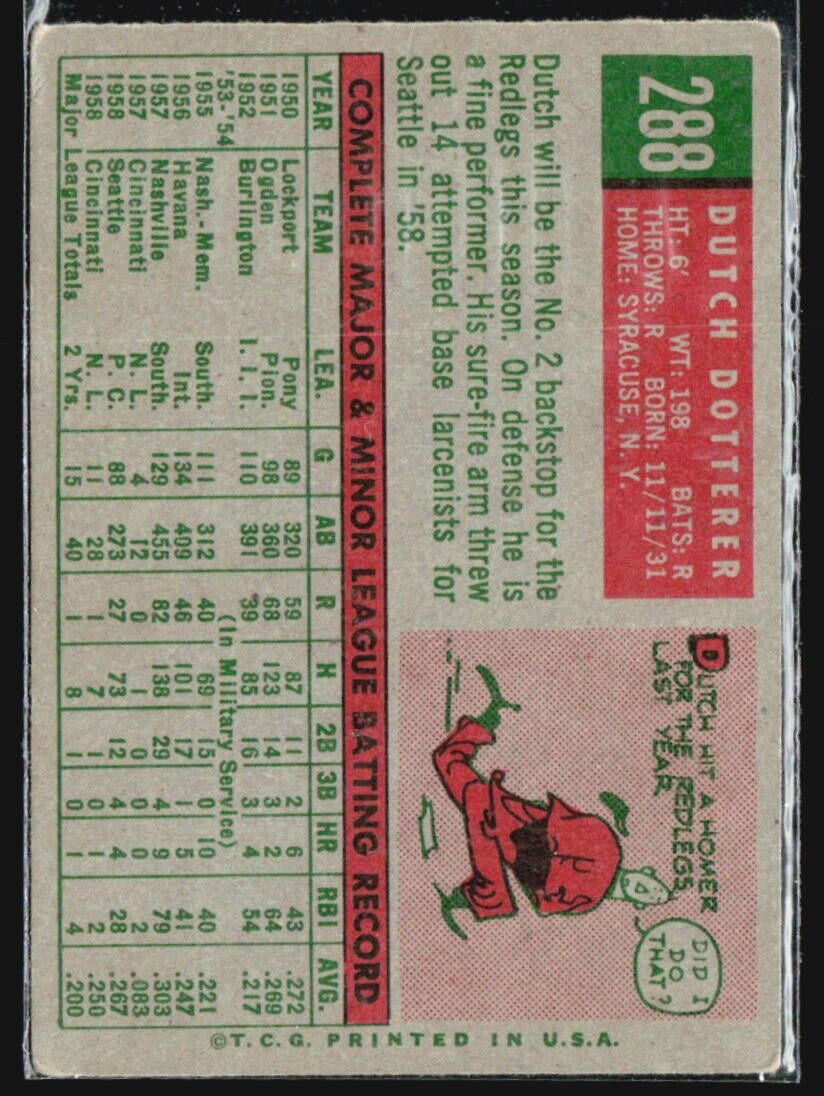 288
DUTCH DOTTERER
HT: 6' WT: 198 BATS: R
THROWS: R BORN: 11/11/31
HOME: SYRACUSE, N. Y.
Dutch will be the No. 2 backstop for the
Redlegs this season. On defense he is
a fine performer. His sure-fire arm threw
out 14 attempted base larcenists for
Seattle in '58.
DUTCH HIT A HOMER
FOR THE REDLEGS
LAST YEAR
DID I
DO
THAT?
COMPLETE MAJOR & MINOR LEAGUE BATTING RECORD
YEAR TEAM LEA. G AB R H 2B 3B HR RBI AVG.
1950 Lockport Pony 89 320 59 87 11 2 6 43 .272
1951 Ogden Pion. 98 360 68 123 14 3 2 64 .269
1952 Burlington I. I. I. 110 391 39 85 16 3 4 54 .217
'53-'54 (In Military Service)
1955 Nash.-Mem. South. 111 312 40 69 15 0 10 40 .221
1956 Havana Int. 134 409 46 101 17 1 5 41 .247
1957 Nashville South. 129 455 82 138 29 4 9 79 .303
1957 Cincinnati N. L. 4 12 0 1 0 0 0 2 .083
1958 Seattle P. C. 88 273 27 73 12 4 4 28 .267
1958 Cincinnati N. L. 11 28 1 7 1 0 1 2 .250
Major League Totals 2 Yrs. 15 40 1 8 1 0 1 4 .200
©T. C. G. PRINTED IN U.S.A.